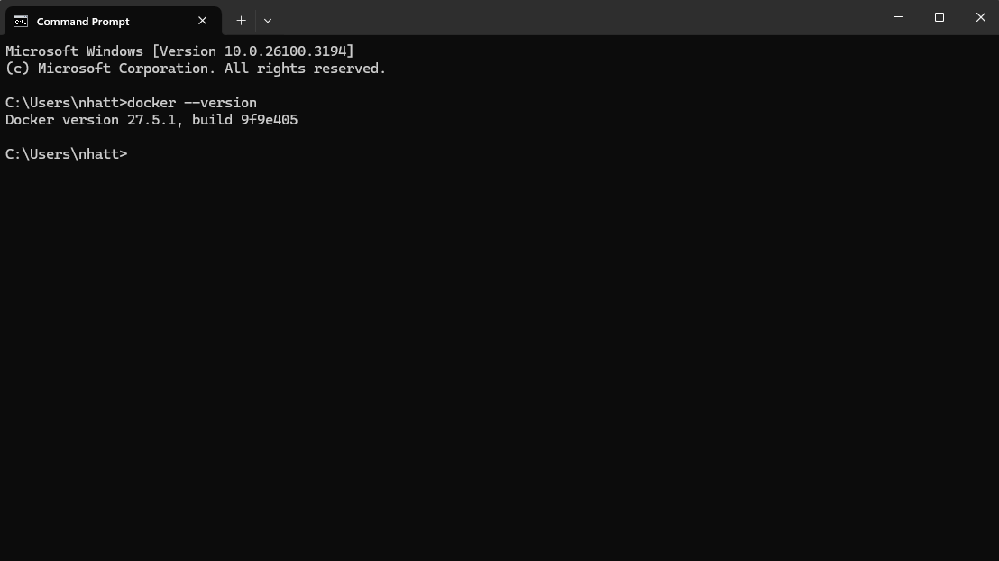 Command Prompt
Microsoft Windows [Version 10.0.26100.3194]
(c) Microsoft Corporation. All rights reserved.
C:\Users\nhatt>docker --version
Docker version 27.5.1, build 9f9e405
C:\Users\nhatt>